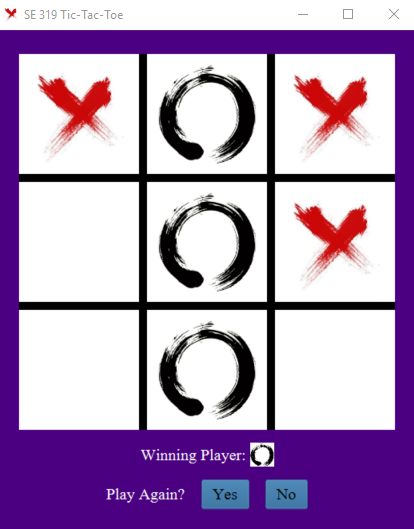 SE 319 Tic-Tac-Toe
Winning Player:
Play Again? Yes No